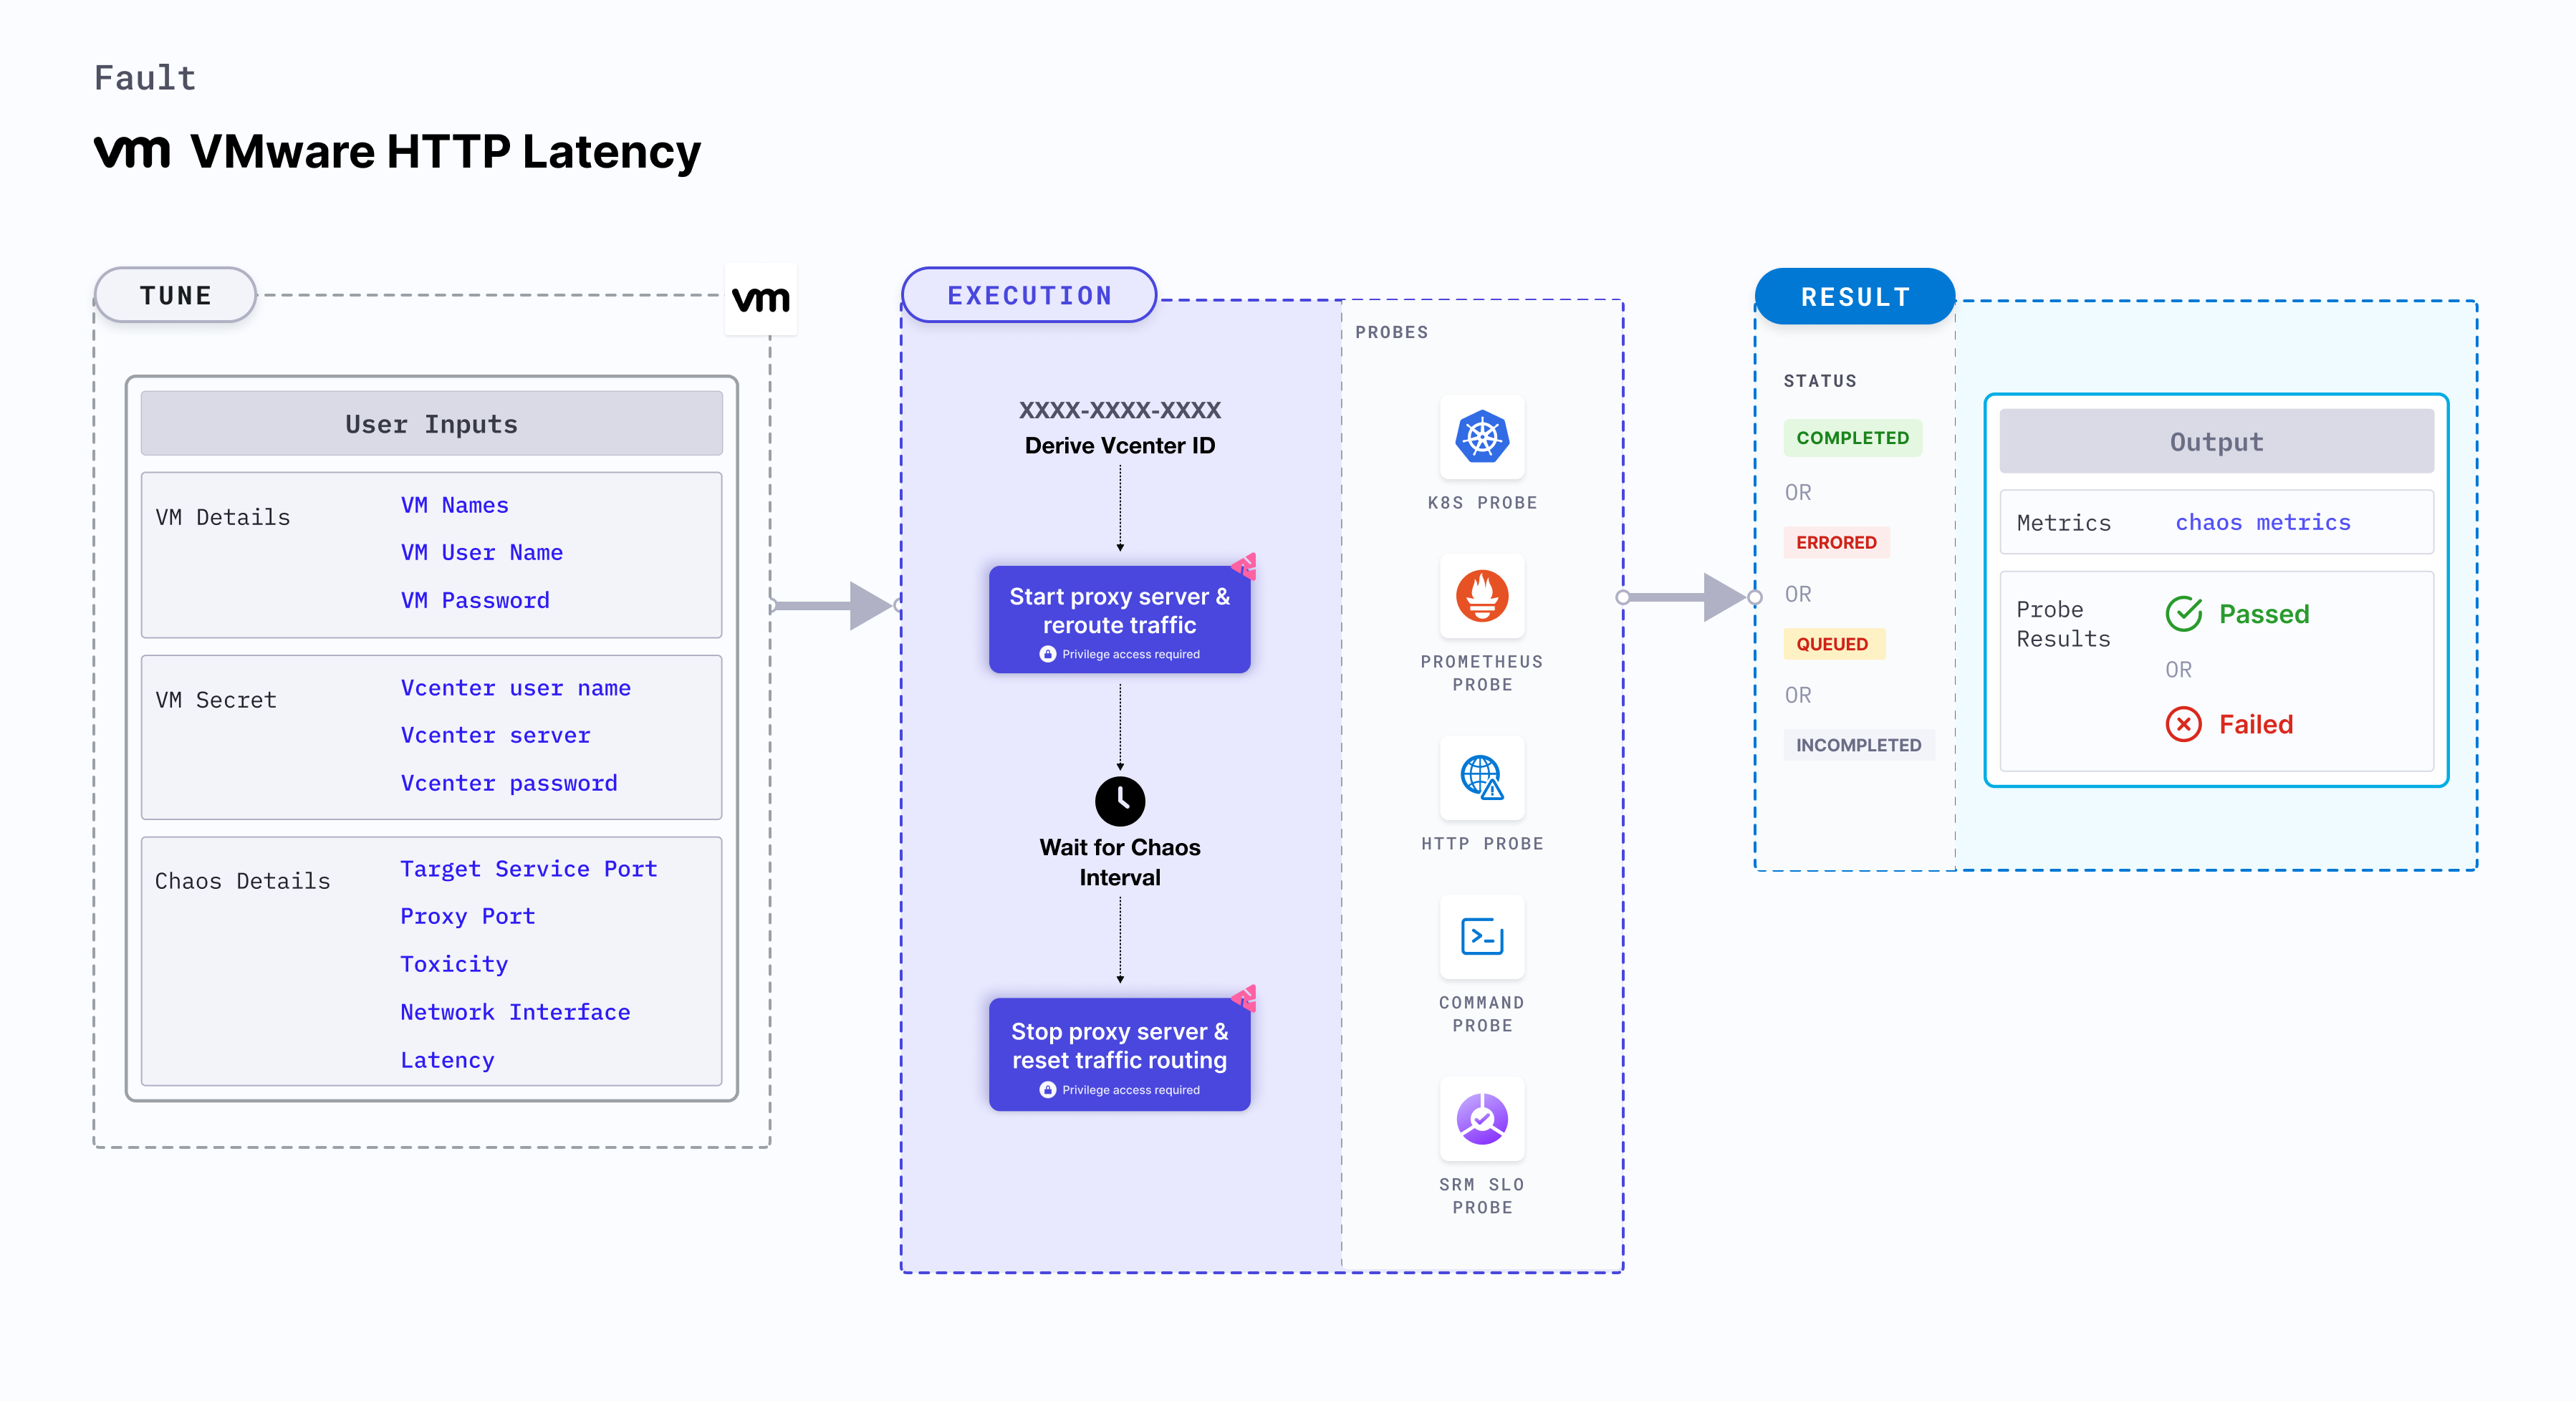 Fault
vm VMware HTTP Latency
TUNE
vm
User Inputs
VM Details
VM Names
VM User Name
VM Password
VM Secret
Vcenter user name
Vcenter server
Vcenter password
Chaos Details
Target Service Port
Proxy Port
Toxicity
Network Interface
Latency
EXECUTION
XXXX-XXXX-XXXX
Derive Vcenter ID
Start proxy server &
reroute traffic
Privilege access required
Wait for Chaos
Interval
Stop proxy server &
reset traffic routing
Privilege access required
PROBES
K8S PROBE
PROMETHEUS
PROBE
HTTP PROBE
COMMAND
PROBE
SRM SLO
PROBE
RESULT
STATUS
COMPLETED
OR
ERRORED
OR
QUEUED
OR
INCOMPLETED
Output
Metrics
chaos metrics
Probe
Results
Passed
OR
Failed